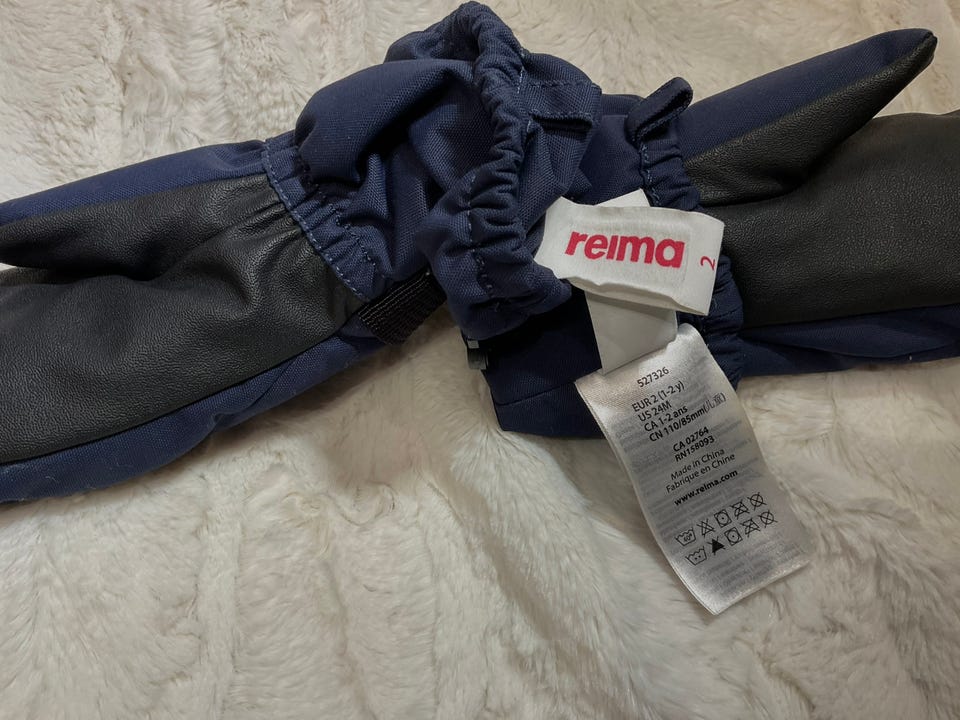 reima
2
527326
EUR 2 (1-2 y)
US 24M
CA 1-2 ans
CN 110/85mm(儿童)
CA 02764
RN158093
Made in China
Fabriqué en Chine
www.reima.com
40°